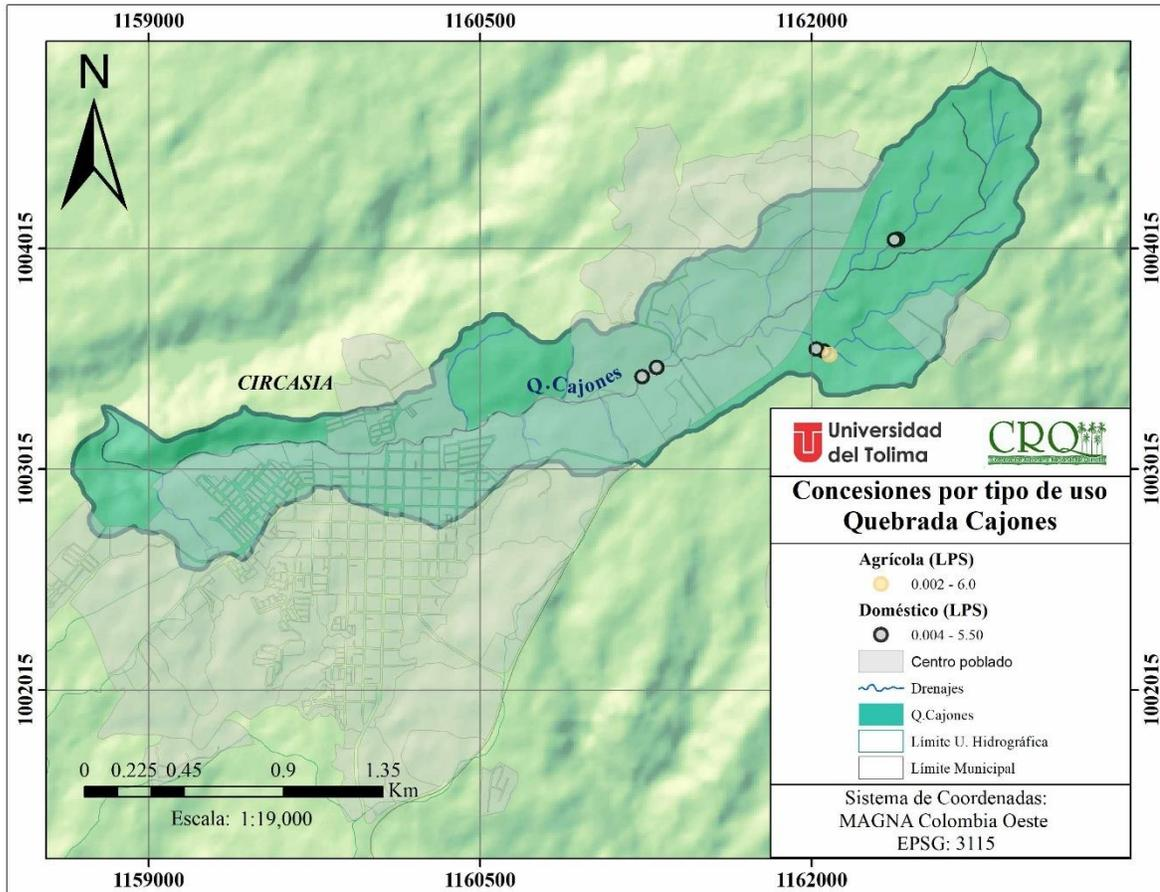 1159000
1160500
1162000
N
1004015
1004015
CIRCASIA
Q.Cajones
1003015
1003015
Universidad
del Tolima
CRQ
Concesiones por tipo de uso
Quebrada Cajones
Agrícola (LPS)
0.002 - 6.0
Doméstico (LPS)
0.004 - 5.50
Centro poblado
Drenajes
Q.Cajones
Límite U. Hidrográfica
Límite Municipal
1002015
1002015
0 0.225 0.45 0.9 1.35
Km
Escala: 1:19,000
Sistema de Coordenadas:
MAGNA Colombia Oeste
EPSG: 3115
1159000
1160500
1162000